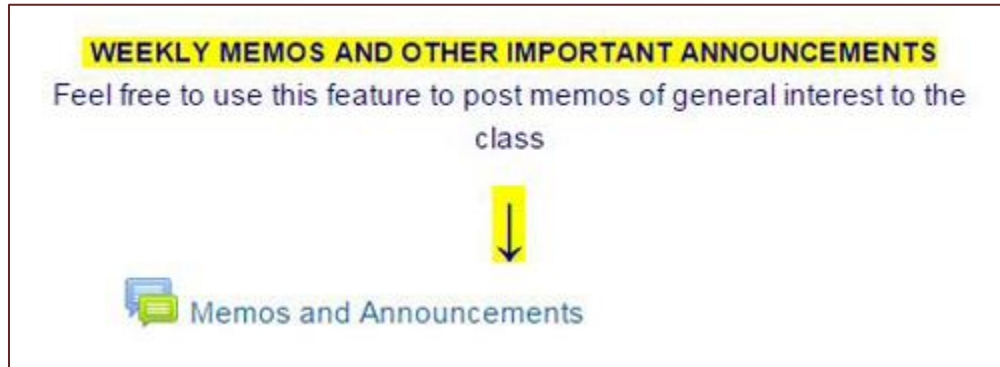 WEEKLY MEMOS AND OTHER IMPORTANT ANNOUNCEMENTS
Feel free to use this feature to post memos of general interest to the
class
↓
Memos and Announcements